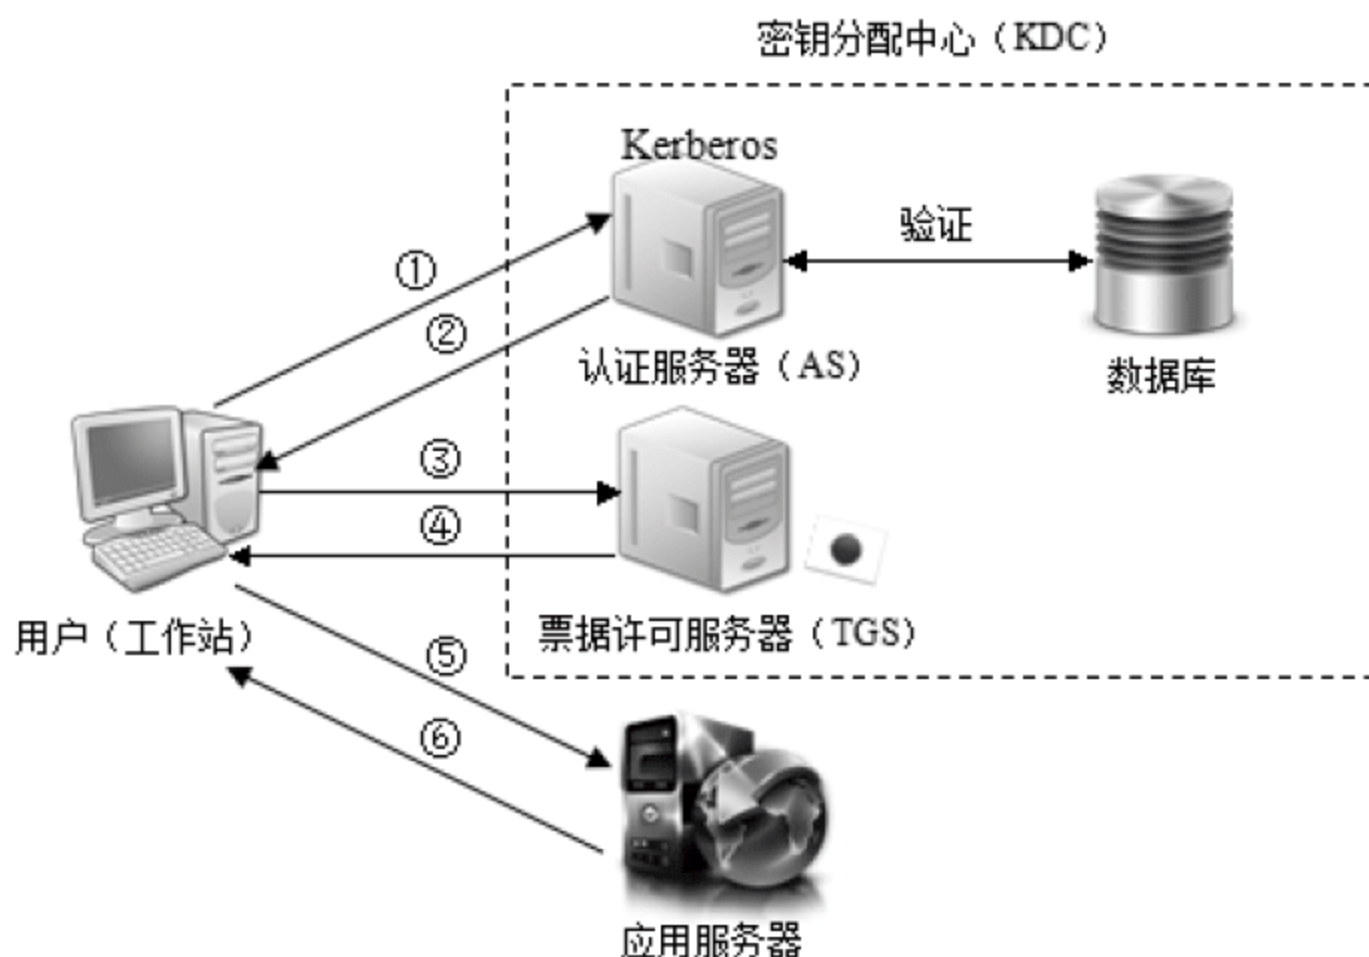 密钥分配中心（KDC）
Kerberos
验证
①
②
认证服务器（AS）
数据库
③
④
用户（工作站）
票据许可服务器（TGS）
⑤
⑥
应用服务器